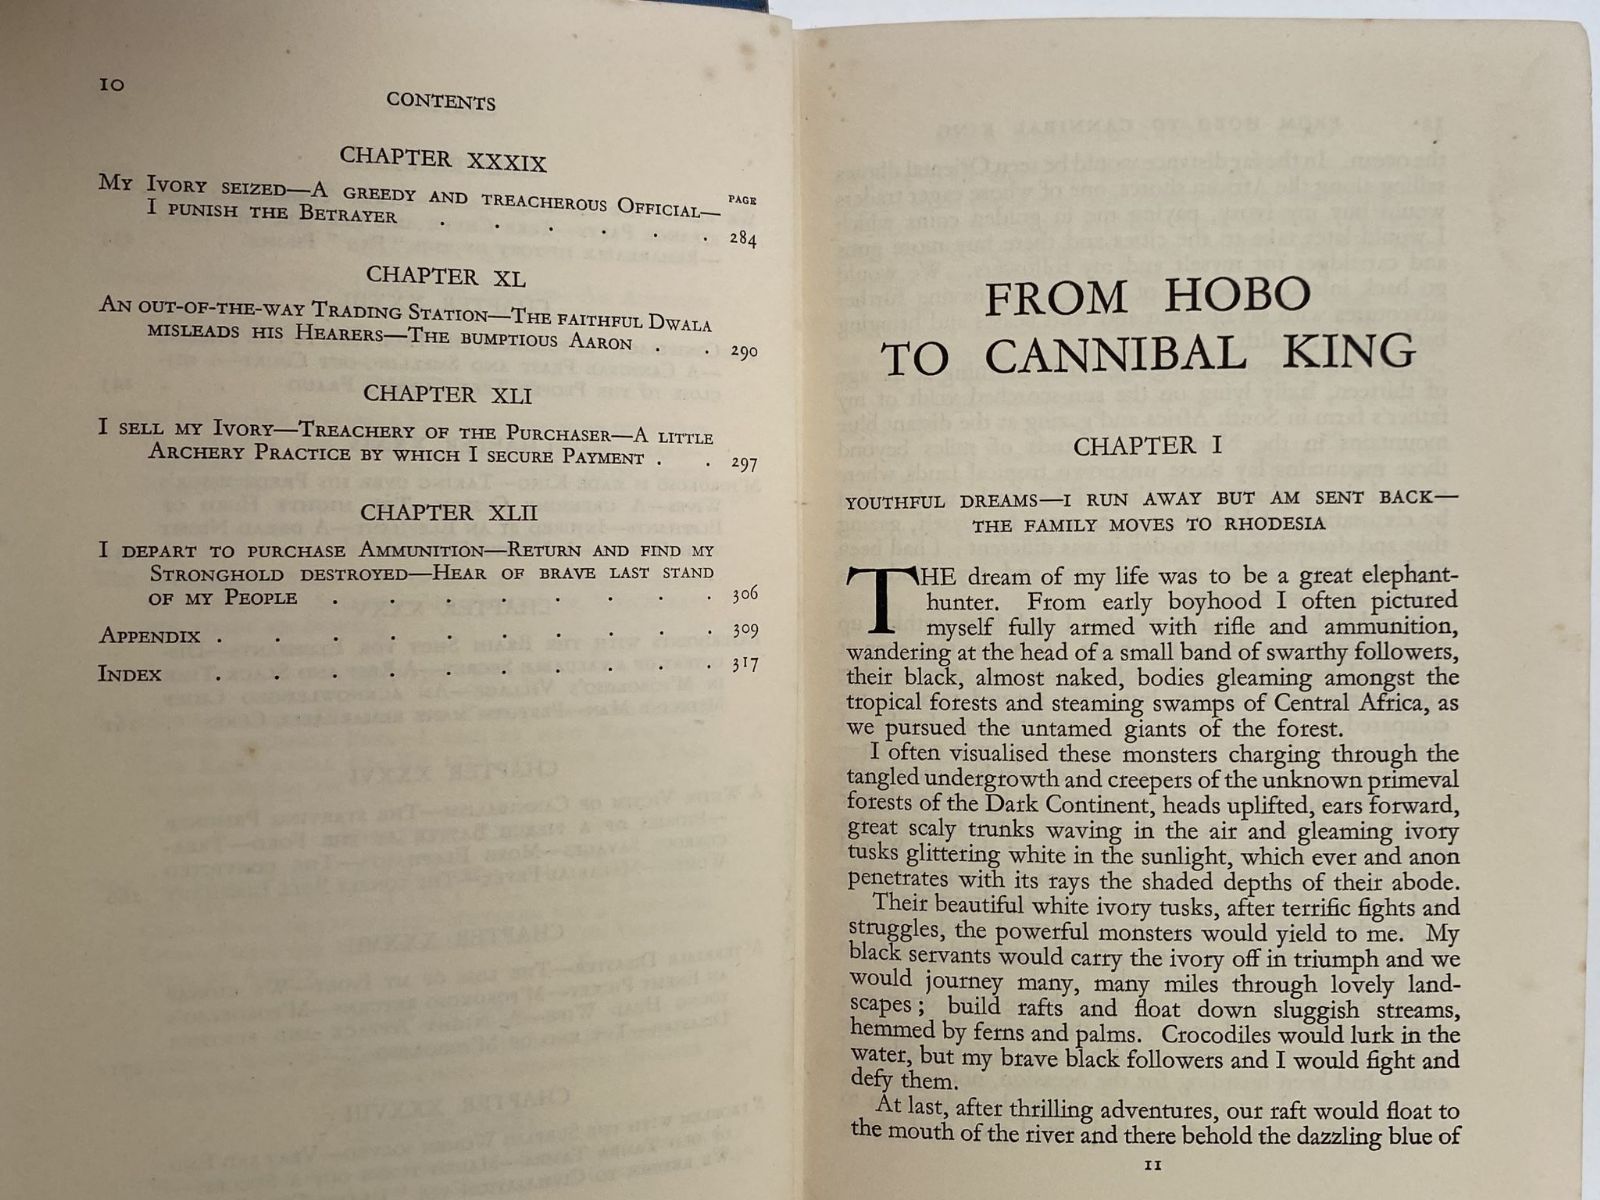 10
CONTENTS
CHAPTER XXXIX
PAGE
My Ivory seized—A greedy and treacherous Official—
I punish the Betrayer . . . . . . 284
CHAPTER XL
An out-of-the-way Trading Station—The faithful Dwala
misleads his Hearers—The bumptious Aaron . . 290
CHAPTER XLI
I sell my Ivory—Treachery of the Purchaser—A little
Archery Practice by which I secure Payment . . 297
CHAPTER XLII
I depart to purchase Ammunition—Return and find my
Stronghold destroyed—Hear of brave last stand
of my People . . . . . . . . 306
Appendix . . . . . . . . . . 309
Index . . . . . . . . . . 317
FROM HOBO
TO CANNIBAL KING
CHAPTER I
YOUTHFUL DREAMS—I RUN AWAY BUT AM SENT BACK—
THE FAMILY MOVES TO RHODESIA
THE dream of my life was to be a great elephant-
hunter. From early boyhood I often pictured
myself fully armed with rifle and ammunition,
wandering at the head of a small band of swarthy followers,
their black, almost naked, bodies gleaming amongst the
tropical forests and steaming swamps of Central Africa, as
we pursued the untamed giants of the forest.
I often visualised these monsters charging through the
tangled undergrowth and creepers of the unknown primeval
forests of the Dark Continent, heads uplifted, ears forward,
great scaly trunks waving in the air and gleaming ivory
tusks glittering white in the sunlight, which ever and anon
penetrates with its rays the shaded depths of their abode.
Their beautiful white ivory tusks, after terrific fights and
struggles, the powerful monsters would yield to me. My
black servants would carry the ivory off in triumph and we
would journey many, many miles through lovely land-
scapes ; build rafts and float down sluggish streams,
hemmed by ferns and palms. Crocodiles would lurk in the
water, but my brave black followers and I would fight and
defy them.
At last, after thrilling adventures, our raft would float to
the mouth of the river and there behold the dazzling blue of
11